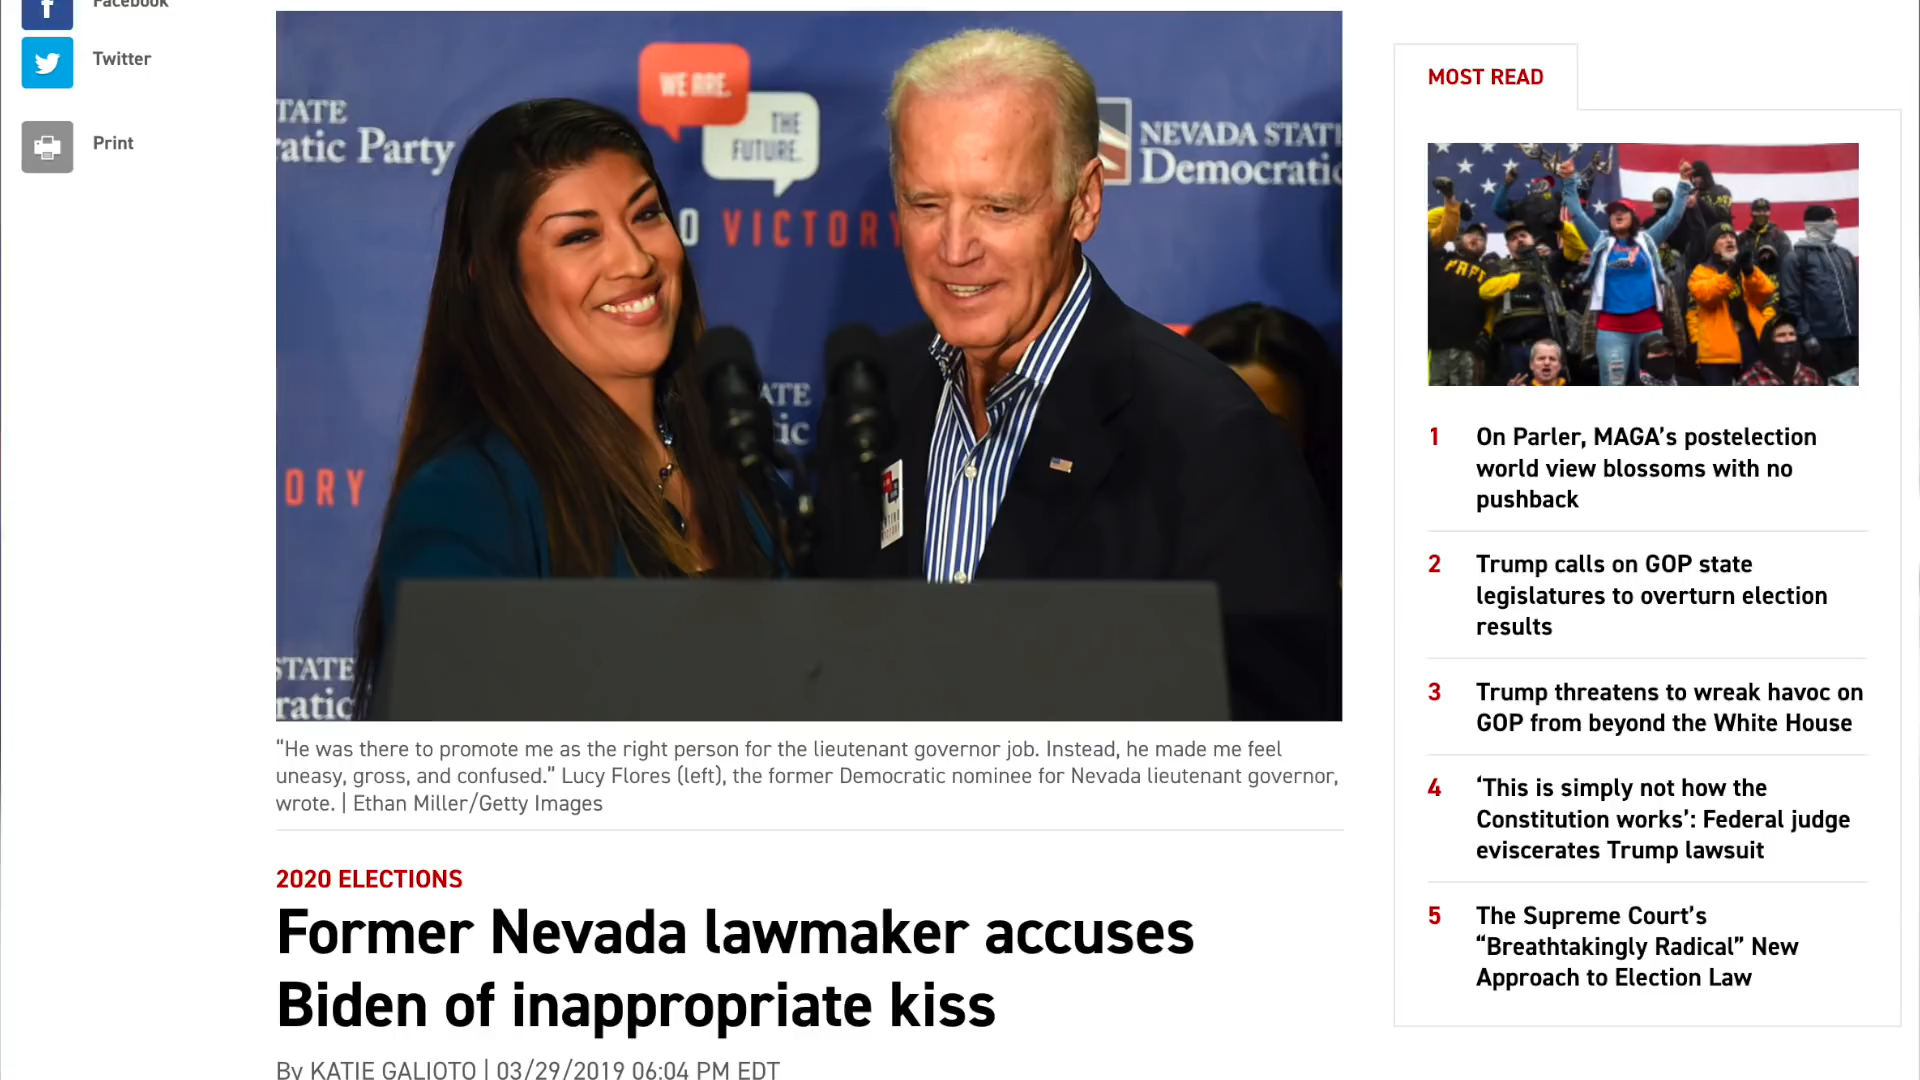 Facebook
Twitter
Print
WE ARE.
THE
FUTURE.
TATE
ratic Party
NEVADA STAT
Democratic
O VICTORY
ATE
tic
ORY
STATE
ratic
"He was there to promote me as the right person for the lieutenant governor job. Instead, he made me feel
uneasy, gross, and confused." Lucy Flores (left), the former Democratic nominee for Nevada lieutenant governor,
wrote. | Ethan Miller/Getty Images
2020 ELECTIONS
Former Nevada lawmaker accuses
Biden of inappropriate kiss
By KATIE GALIOTO | 03/29/2019 06:04 PM EDT
MOST READ
1 On Parler, MAGA's postelection
world view blossoms with no
pushback
2 Trump calls on GOP state
legislatures to overturn election
results
3 Trump threatens to wreak havoc on
GOP from beyond the White House
4 'This is simply not how the
Constitution works': Federal judge
eviscerates Trump lawsuit
5 The Supreme Court's
"Breathtakingly Radical" New
Approach to Election Law